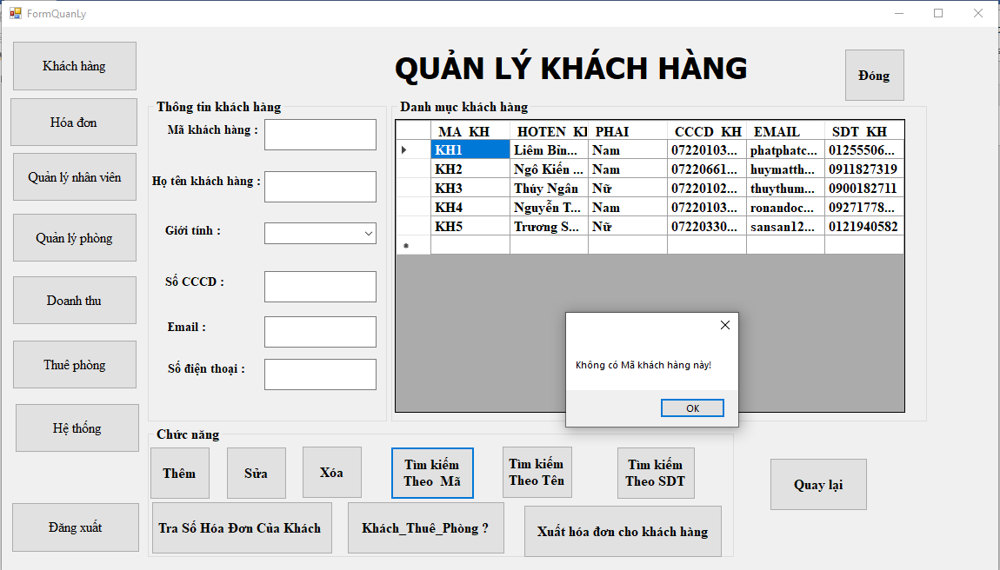 FormQuanLy
QUẢN LÝ KHÁCH HÀNG
Đóng
Khách hàng
Hóa đơn
Quản lý nhân viên
Quản lý phòng
Doanh thu
Thuê phòng
Hệ thống
Đăng xuất
Thông tin khách hàng
Mã khách hàng :
Họ tên khách hàng :
Giới tính :
Số CCCD :
Email :
Số điện thoại :
Danh mục khách hàng
MA_KH HOTEN_KH PHAI CCCD_KH EMAIL SDT_KH
KH1 Liêm Bìn... Nam 07220103... phatphatc... 01255506...
KH2 Ngô Kiến ... Nam 07220661... huymatth... 0911827319
KH3 Thúy Ngân Nữ 07220102... thuythum... 0900182711
KH4 Nguyễn T... Nam 07220103... ronandoc... 09271778...
KH5 Trương S... Nữ 07220330... sansan12... 0121940582
Không có Mã khách hàng này!
OK
Chức năng
Thêm
Sửa
Xóa
Tìm kiếm
Theo Mã
Tìm kiếm
Theo Tên
Tìm kiếm
Theo SDT
Tra Số Hóa Đơn Của Khách
Khách_Thuê_Phòng ?
Xuất hóa đơn cho khách hàng
Quay lại